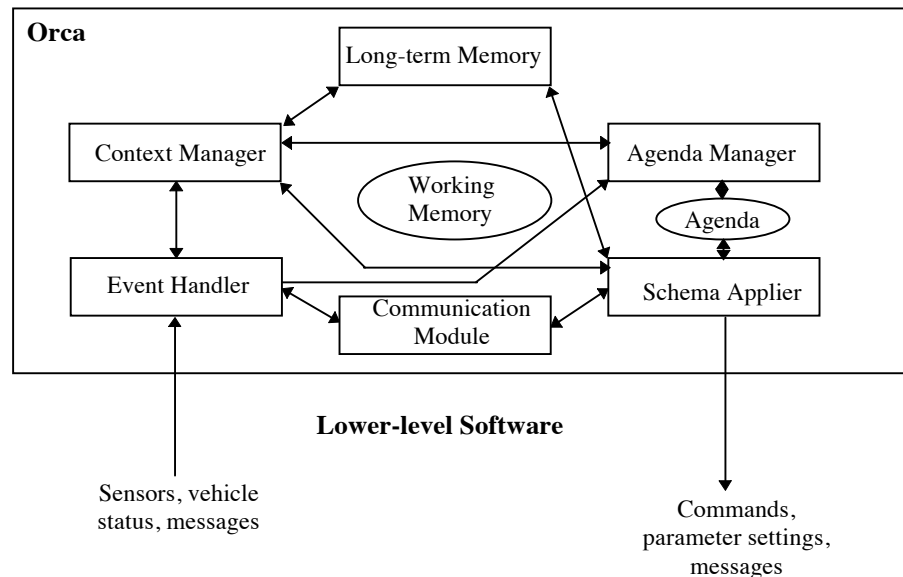 Orca
Long-term Memory
Context Manager
Agenda Manager
Working
Memory
Agenda
Event Handler
Schema Applier
Communication
Module
Lower-level Software
Sensors, vehicle
status, messages
Commands,
parameter settings,
messages